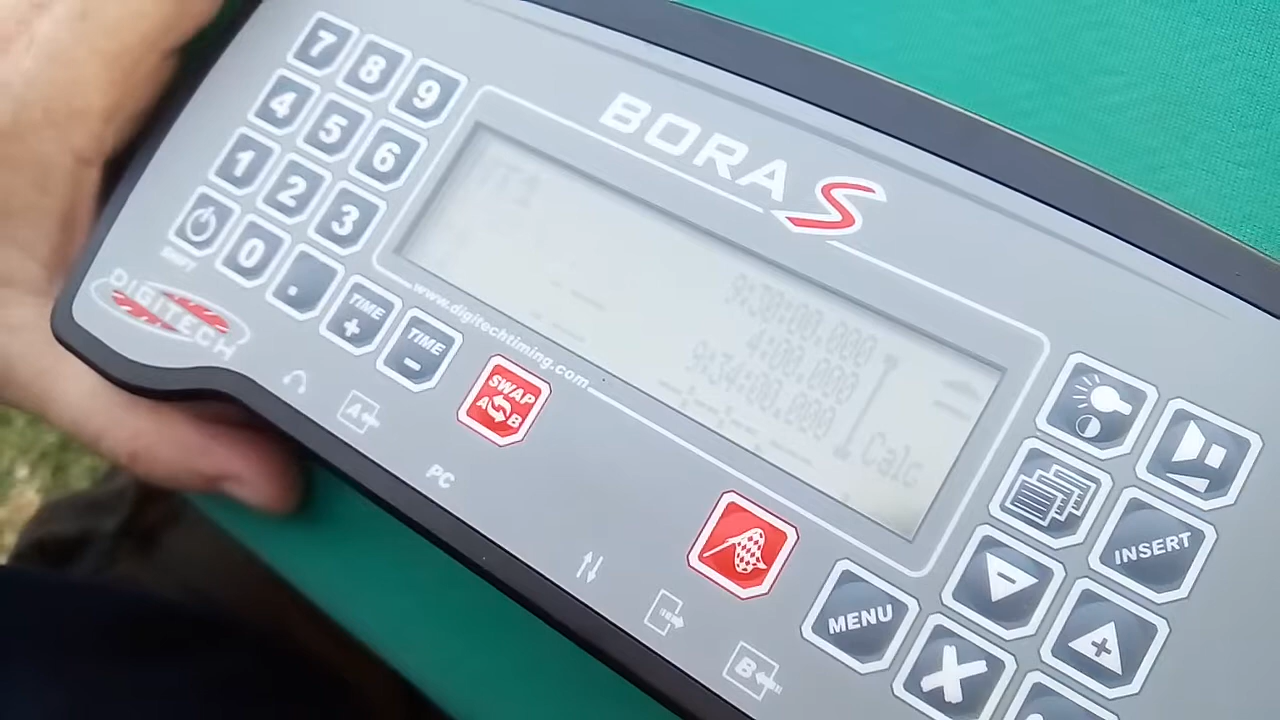 7 8 9
4 5 6
1 2 3
0 .
DIGITECH
TIME +
TIME -
BORA S
9:30:00.000
4:00.000
9:34:00.000
--:--:--.---
Calc
www.digitechtiming.com
SWAP
A B
A
PC
B
MENU
INSERT